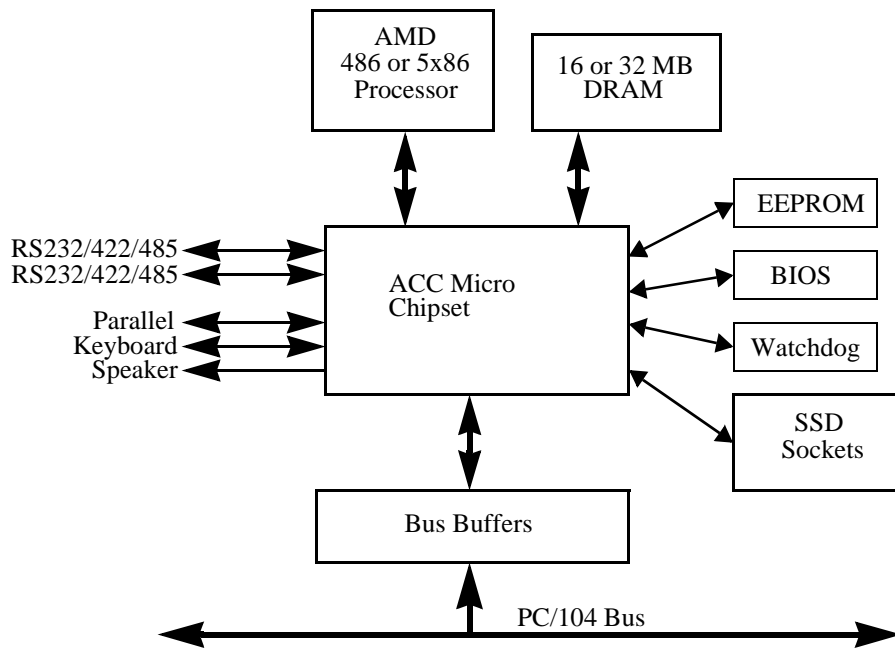 AMD
486 or 5x86
Processor
16 or 32 MB
DRAM
EEPROM
RS232/422/485
RS232/422/485
ACC Micro
Chipset
BIOS
Parallel
Keyboard
Speaker
Watchdog
SSD
Sockets
Bus Buffers
PC/104 Bus